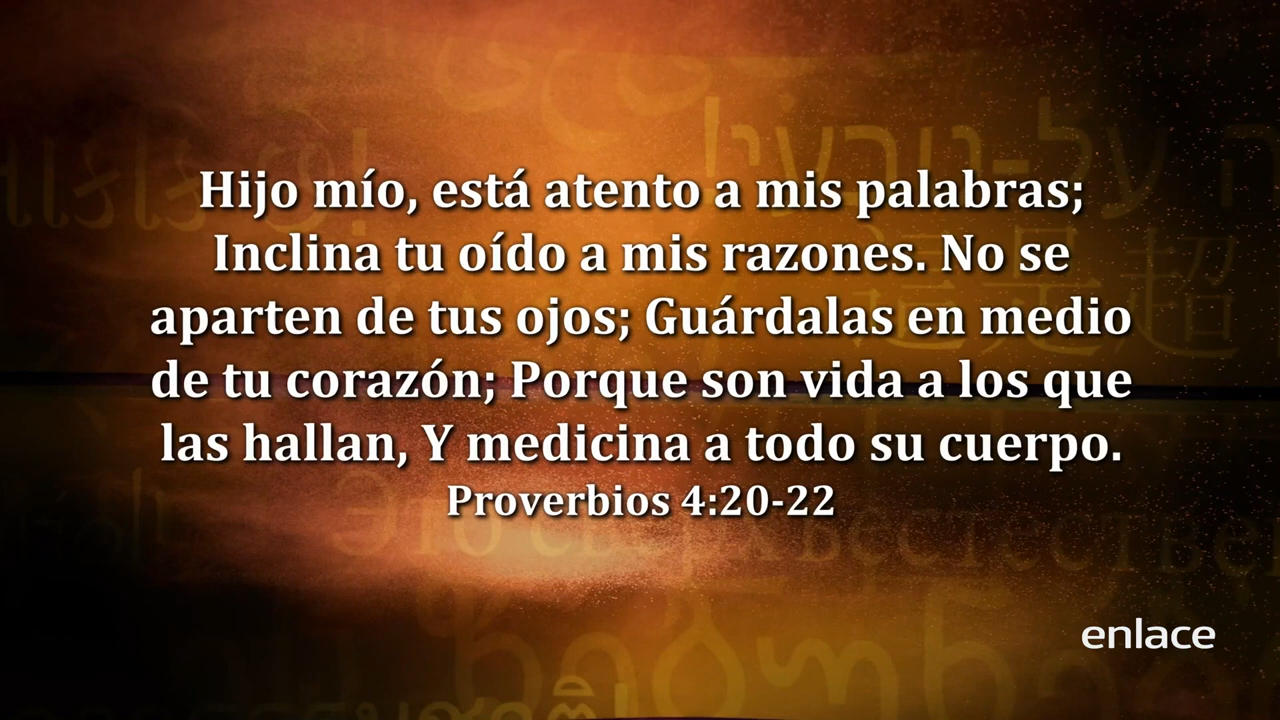 Hijo mío, está atento a mis palabras;
Inclina tu oído a mis razones. No se
aparten de tus ojos; Guárdalas en medio
de tu corazón; Porque son vida a los que
las hallan, Y medicina a todo su cuerpo.
Proverbios 4:20-22
enlace